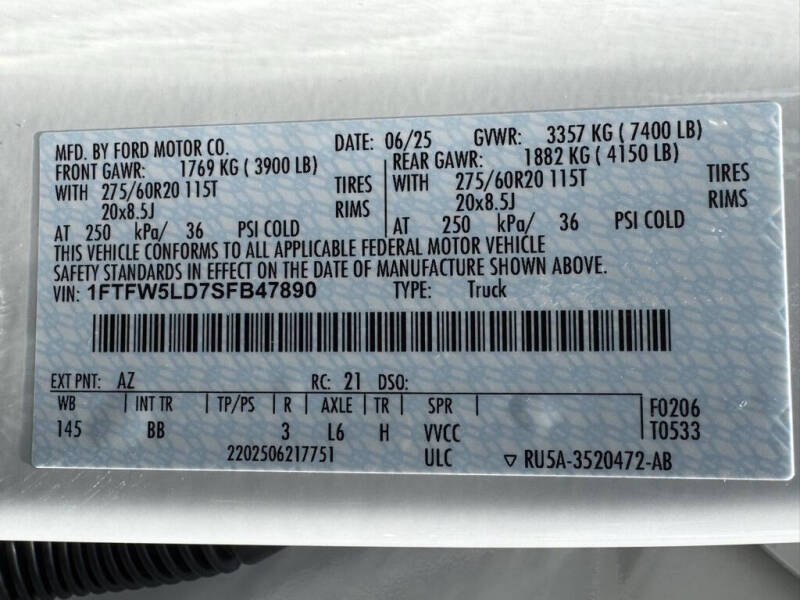 MFD. BY FORD MOTOR CO. DATE: 06/25 GVWR: 3357 KG ( 7400 LB)
FRONT GAWR: 1769 KG ( 3900 LB) REAR GAWR: 1882 KG ( 4150 LB)
WITH 275/60R20 115T TIRES WITH 275/60R20 115T TIRES
20x8.5J RIMS 20x8.5J RIMS
AT 250 kPa/ 36 PSI COLD AT 250 kPa/ 36 PSI COLD
THIS VEHICLE CONFORMS TO ALL APPLICABLE FEDERAL MOTOR VEHICLE
SAFETY STANDARDS IN EFFECT ON THE DATE OF MANUFACTURE SHOWN ABOVE.
VIN: 1FTFW5LD7SFB47890 TYPE: Truck
EXT PNT: AZ RC: 21 DSO:
WB INT TR TP/PS R AXLE TR SPR F0206
145 BB 3 L6 H VVCC T0533
2202506217751 ULC ▽ RU5A-3520472-AB